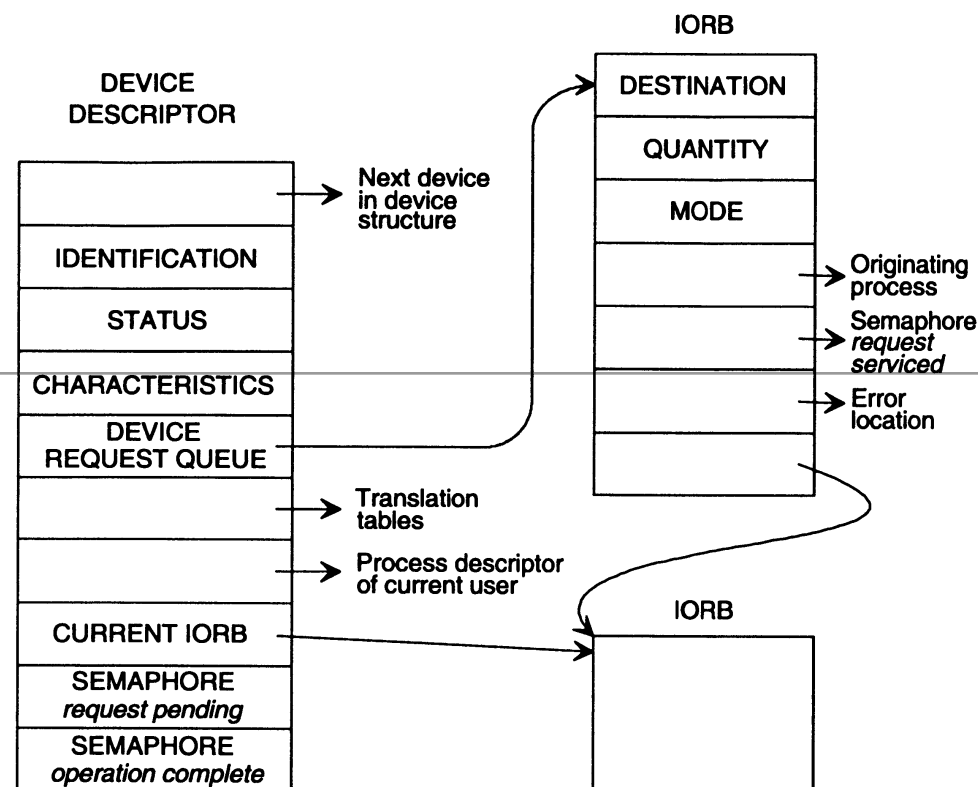 DEVICE
DESCRIPTOR
Next device
in device
structure
IDENTIFICATION
STATUS
CHARACTERISTICS
DEVICE
REQUEST QUEUE
Translation
tables
Process descriptor
of current user
CURRENT IORB
SEMAPHORE
request pending
SEMAPHORE
operation complete
IORB
DESTINATION
QUANTITY
MODE
Originating
process
Semaphore
request
serviced
Error
location
IORB